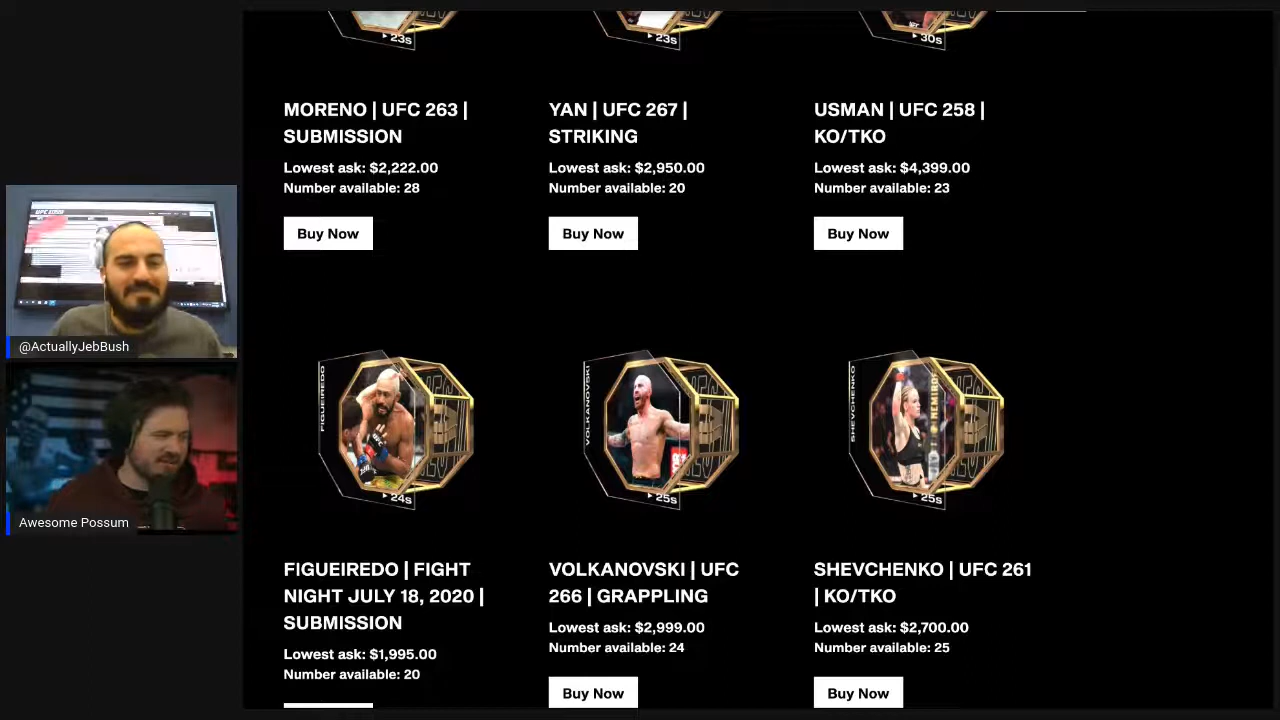 23s
23s
30s
MORENO | UFC 263 |
SUBMISSION
Lowest ask: $2,222.00
Number available: 28
Buy Now
YAN | UFC 267 |
STRIKING
Lowest ask: $2,950.00
Number available: 20
Buy Now
USMAN | UFC 258 |
KO/TKO
Lowest ask: $4,399.00
Number available: 23
Buy Now
@ActuallyJebBush
Awesome Possum
FIGUEIREDO
24s
VOLKANOVSKI
25s
SHEVCHENKO
25s
FIGUEIREDO | FIGHT
NIGHT JULY 18, 2020 |
SUBMISSION
Lowest ask: $1,995.00
Number available: 20
VOLKANOVSKI | UFC
266 | GRAPPLING
Lowest ask: $2,999.00
Number available: 24
Buy Now
SHEVCHENKO | UFC 261
| KO/TKO
Lowest ask: $2,700.00
Number available: 25
Buy Now